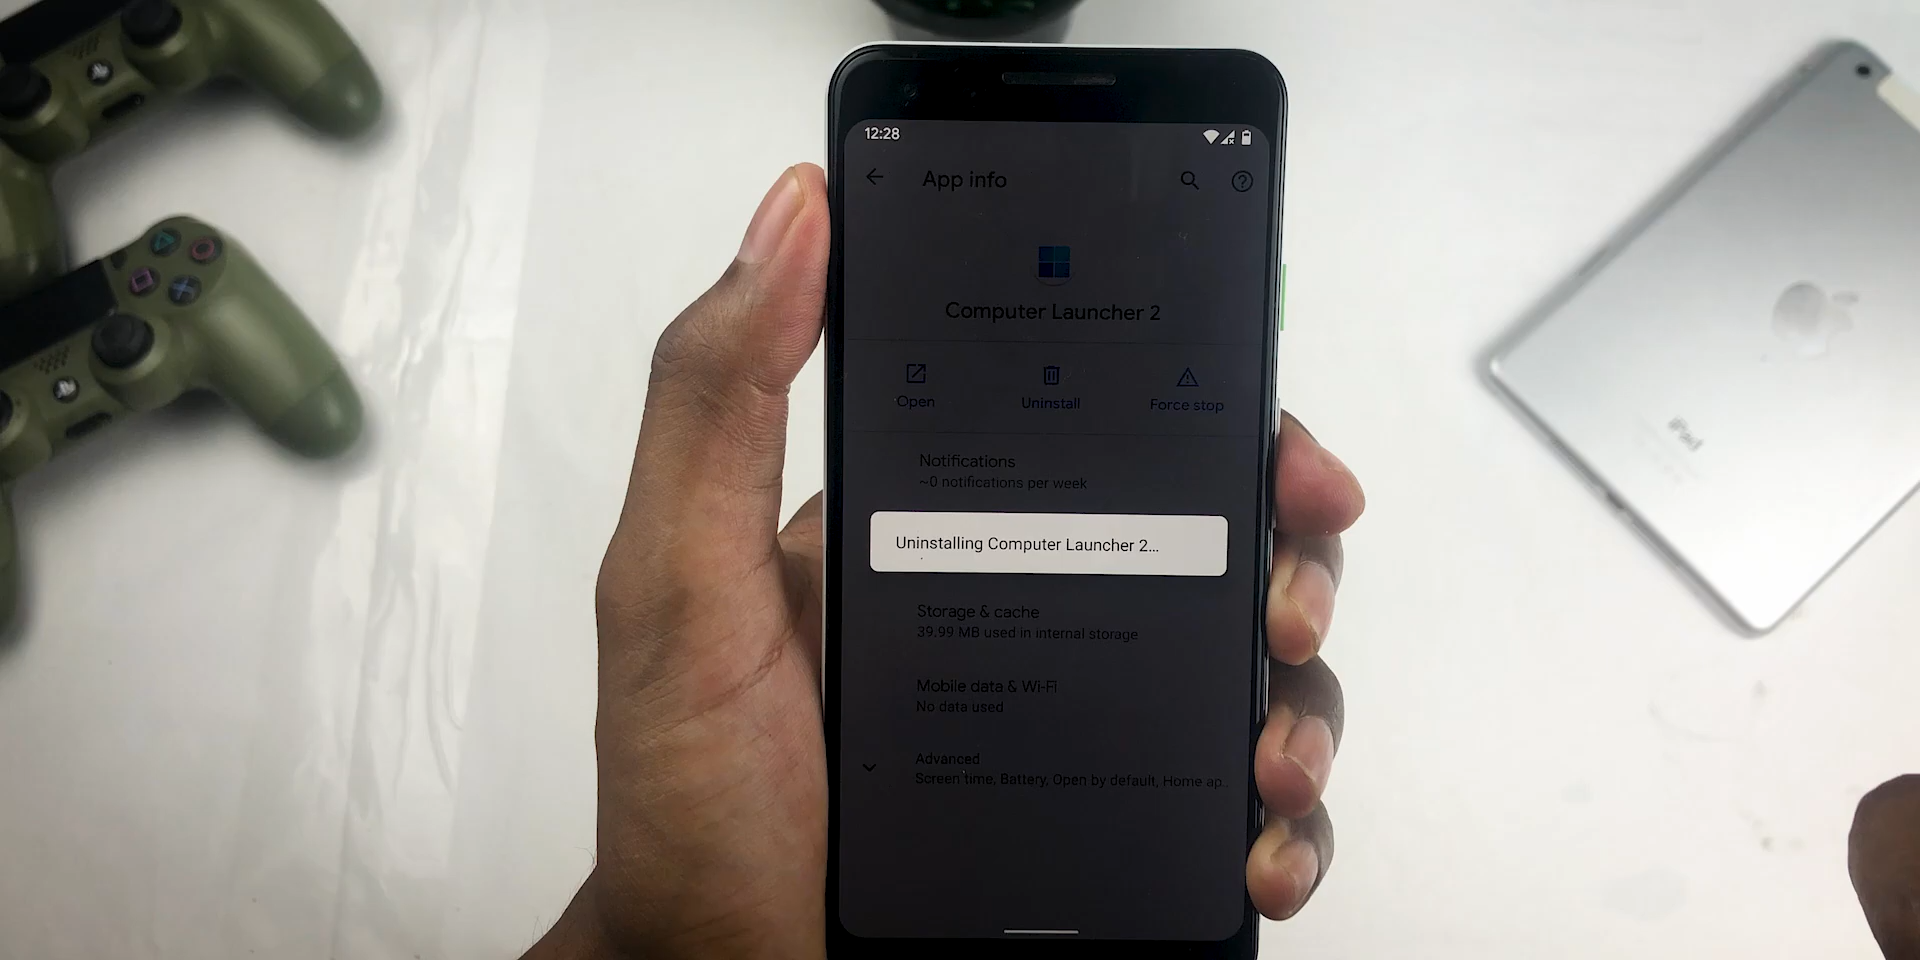 12:28
App info
Computer Launcher 2
Open
Uninstall
Force stop
Notifications
~0 notifications per week
Uninstalling Computer Launcher 2...
Storage & cache
39.99 MB used in internal storage
Mobile data & Wi-Fi
No data used
Advanced
Screen time, Battery, Open by default, Home ap..
iPad